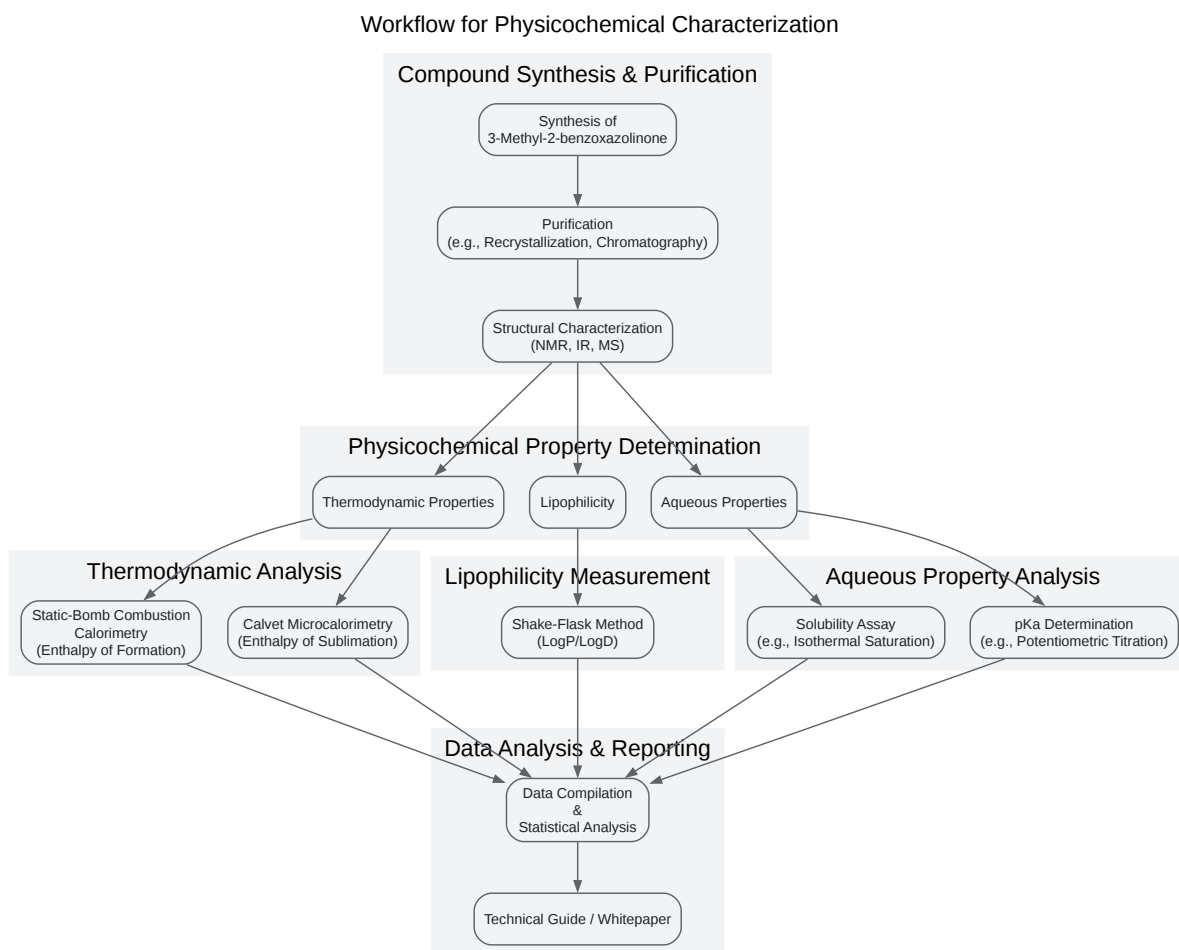 Workflow for Physicochemical Characterization
Compound Synthesis & Purification
Synthesis of
3-Methyl-2-benzoxazolinone
Purification
(e.g., Recrystallization, Chromatography)
Structural Characterization
(NMR, IR, MS)
Physicochemical Property Determination
Thermodynamic Properties
Lipophilicity
Aqueous Properties
Thermodynamic Analysis
Static-Bomb Combustion
Calorimetry
(Enthalpy of Formation)
Calvet Microcalorimetry
(Enthalpy of Sublimation)
Lipophilicity Measurement
Shake-Flask Method
(LogP/LogD)
Aqueous Property Analysis
Solubility Assay
(e.g., Isothermal Saturation)
pKa Determination
(e.g., Potentiometric Titration)
Data Analysis & Reporting
Data Compilation
&
Statistical Analysis
Technical Guide / Whitepaper